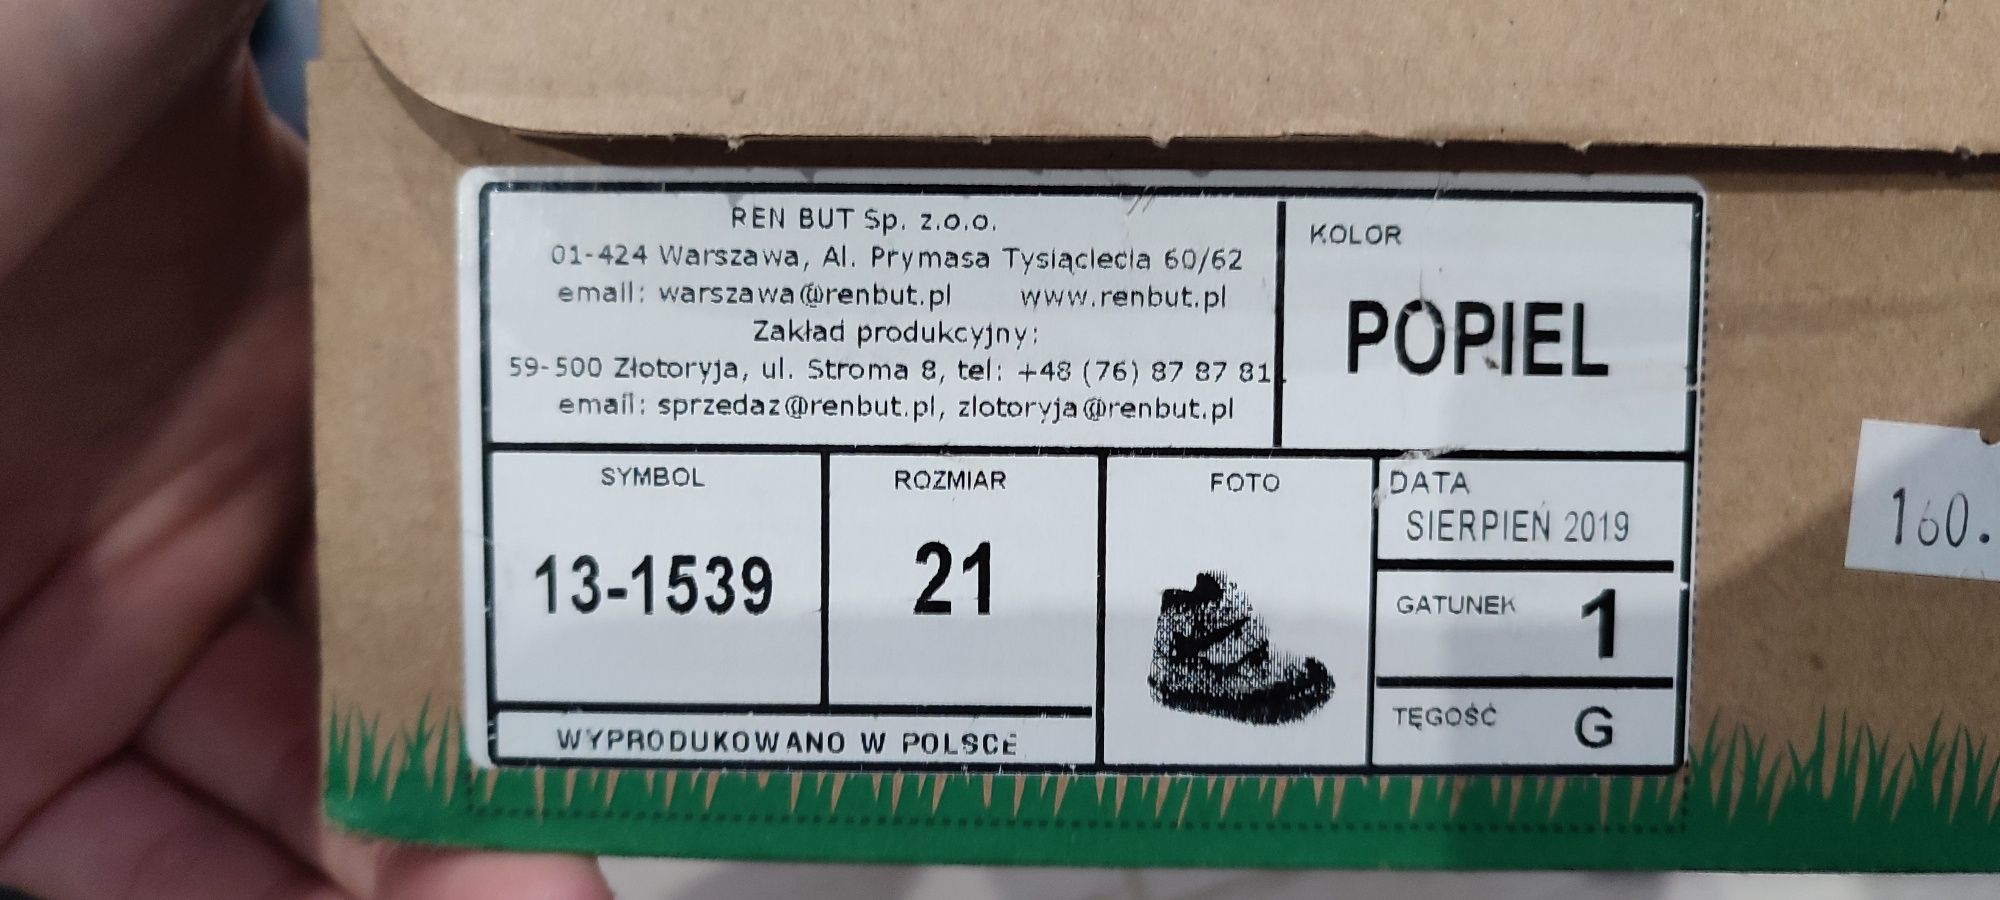 REN BUT Sp. z.o.o.
01-424 Warszawa, Al. Prymasa Tysiąclecia 60/62
email: warszawa@renbut.pl www.renbut.pl
Zakład produkcyjny:
59-500 Złotoryja, ul. Stroma 8, tel: +48 (76) 87 87 81
email: sprzedaz@renbut.pl, zlotoryja@renbut.pl
KOLOR
POPIEL
SYMBOL
13-1539
ROZMIAR
21
FOTO
DATA
SIERPIEŃ 2019
GATUNEK 1
TĘGOŚĆ G
WYPRODUKOWANO W POLSCE
160.